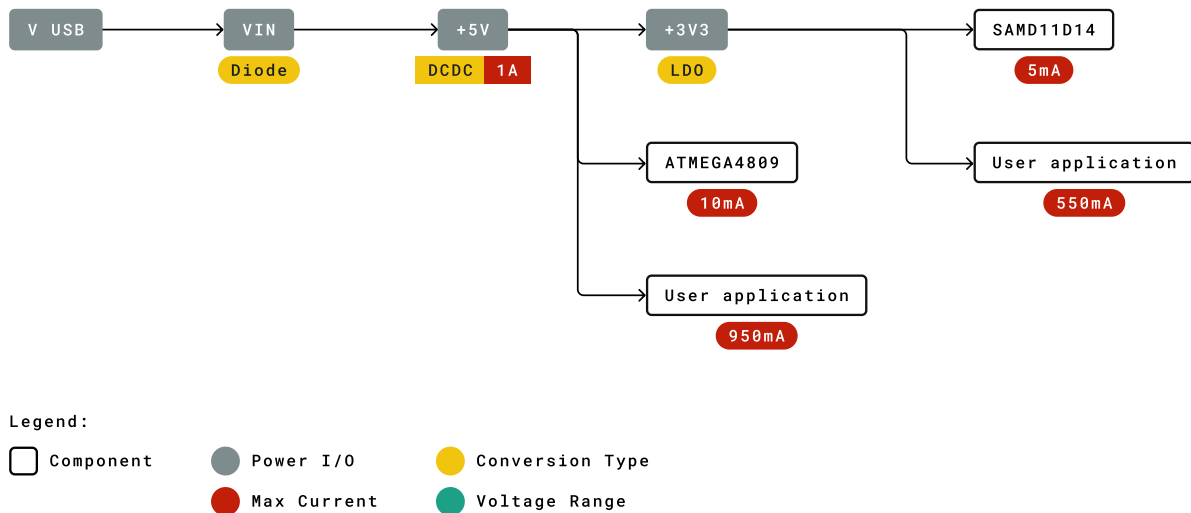 V USB
VIN
+5V
+3V3
SAMD11D14
Diode
DCDC 1A
LDO
5mA
ATMEGA4809
User application
10mA
550mA
User application
950mA
Legend:
Component
Power I/O
Conversion Type
Max Current
Voltage Range